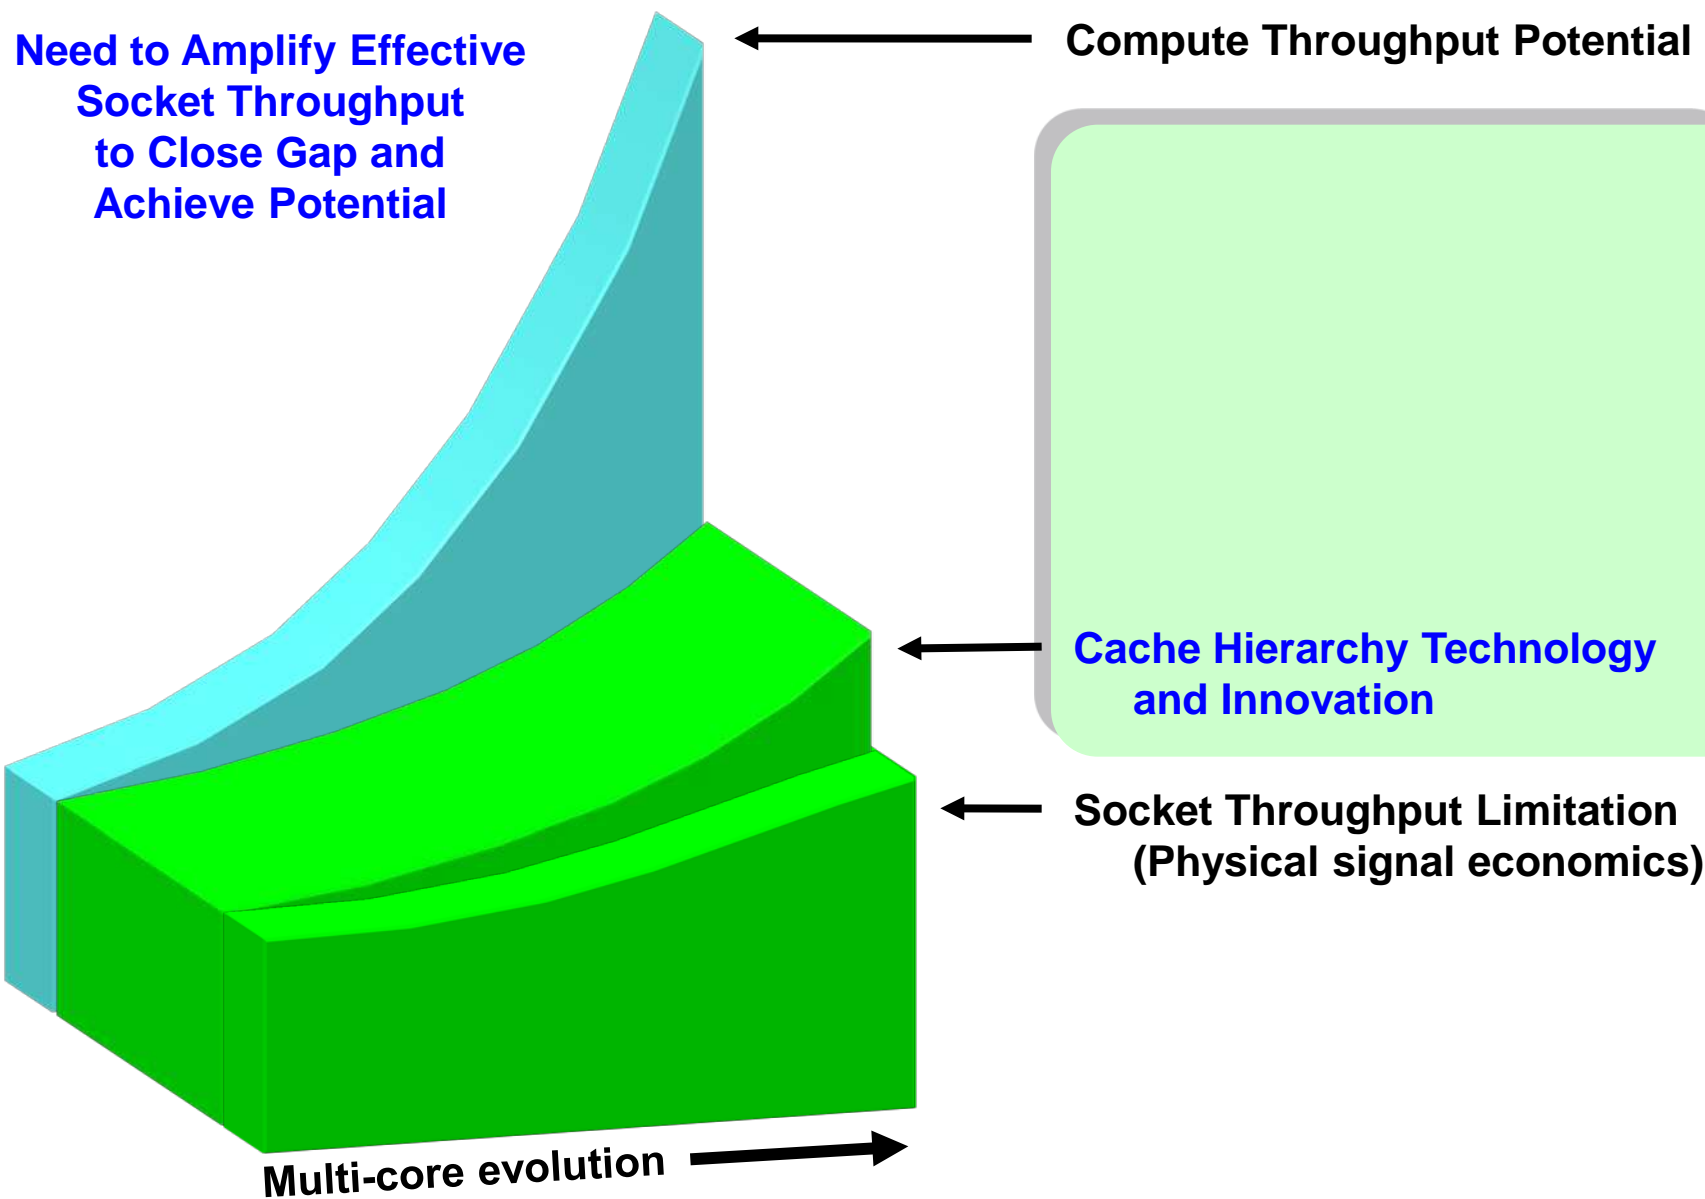 Need to Amplify Effective
Socket Throughput
to Close Gap and
Achieve Potential
Compute Throughput Potential
Cache Hierarchy Technology
and Innovation
Socket Throughput Limitation
(Physical signal economics)
Multi-core evolution